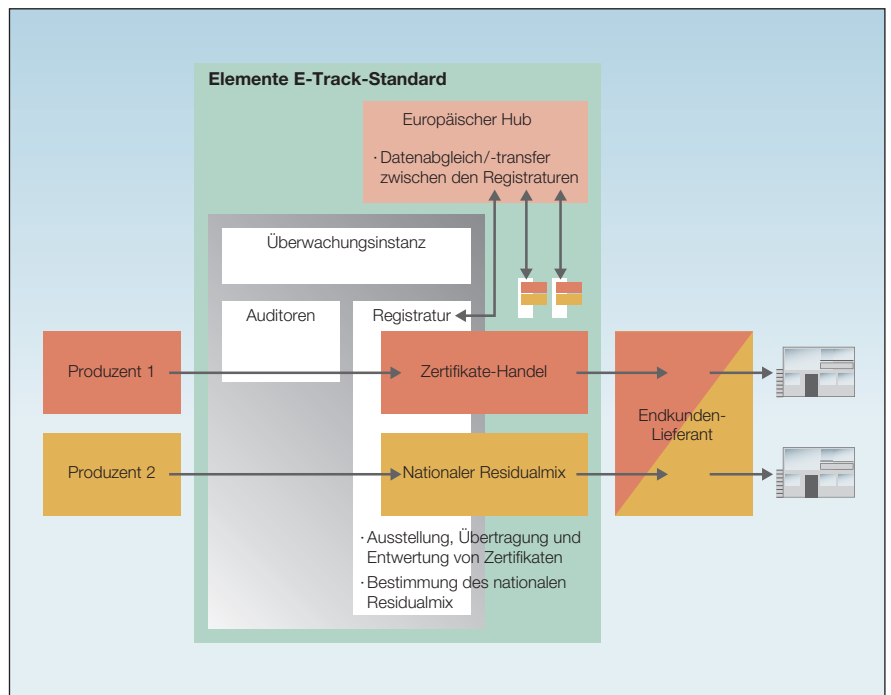 Elemente E-Track-Standard
Europäischer Hub
· Datenabgleich/-transfer
zwischen den Registraturen
Überwachungsinstanz
Auditoren
Registratur
Produzent 1
Zertifikate-Handel
Endkunden-
Lieferant
Produzent 2
Nationaler Residualmix
· Ausstellung, Übertragung und
Entwertung von Zertifikaten
· Bestimmung des nationalen
Residualmix